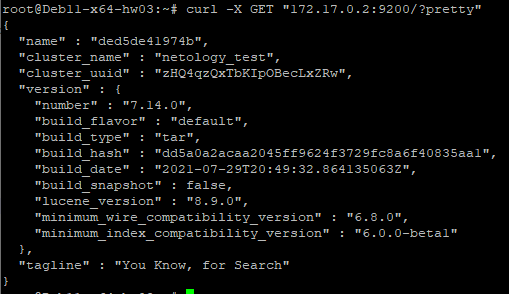 root@Deb11-x64-hw03:~# curl -X GET "172.17.0.2:9200/?pretty"
{
  "name" : "ded5de41974b",
  "cluster_name" : "netology_test",
  "cluster_uuid" : "zHQ4qzQxTbKIpOBecLxZRw",
  "version" : {
    "number" : "7.14.0",
    "build_flavor" : "default",
    "build_type" : "tar",
    "build_hash" : "dd5a0a2acaa2045ff9624f3729fc8a6f40835aa1",
    "build_date" : "2021-07-29T20:49:32.864135063Z",
    "build_snapshot" : false,
    "lucene_version" : "8.9.0",
    "minimum_wire_compatibility_version" : "6.8.0",
    "minimum_index_compatibility_version" : "6.0.0-beta1"
  },
  "tagline" : "You Know, for Search"
}